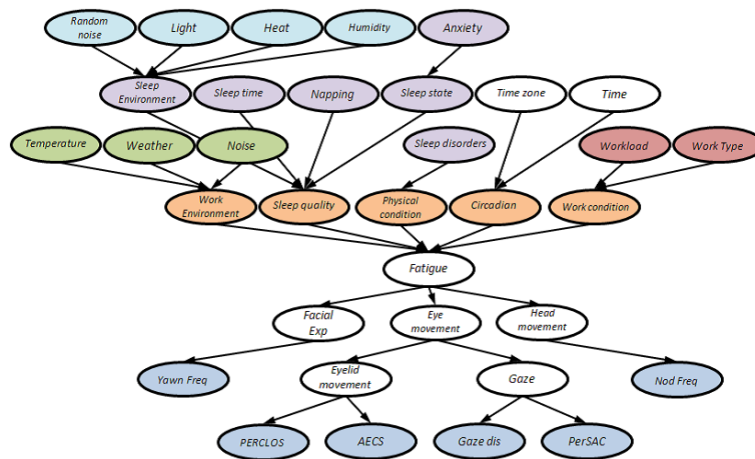 Random
noise
Light
Heat
Humidity
Anxiety
Sleep
Environment
Sleep time
Napping
Sleep state
Time zone
Time
Temperature
Weather
Noise
Sleep disorders
Workload
Work Type
Work
Environment
Sleep quality
Physical
condition
Circadian
Work condition
Fatigue
Facial
Exp
Eye
movement
Head
movement
Yawn Freq
Eyelid
movement
Gaze
Nod Freq
PERCLOS
AECS
Gaze dis
PerSAC